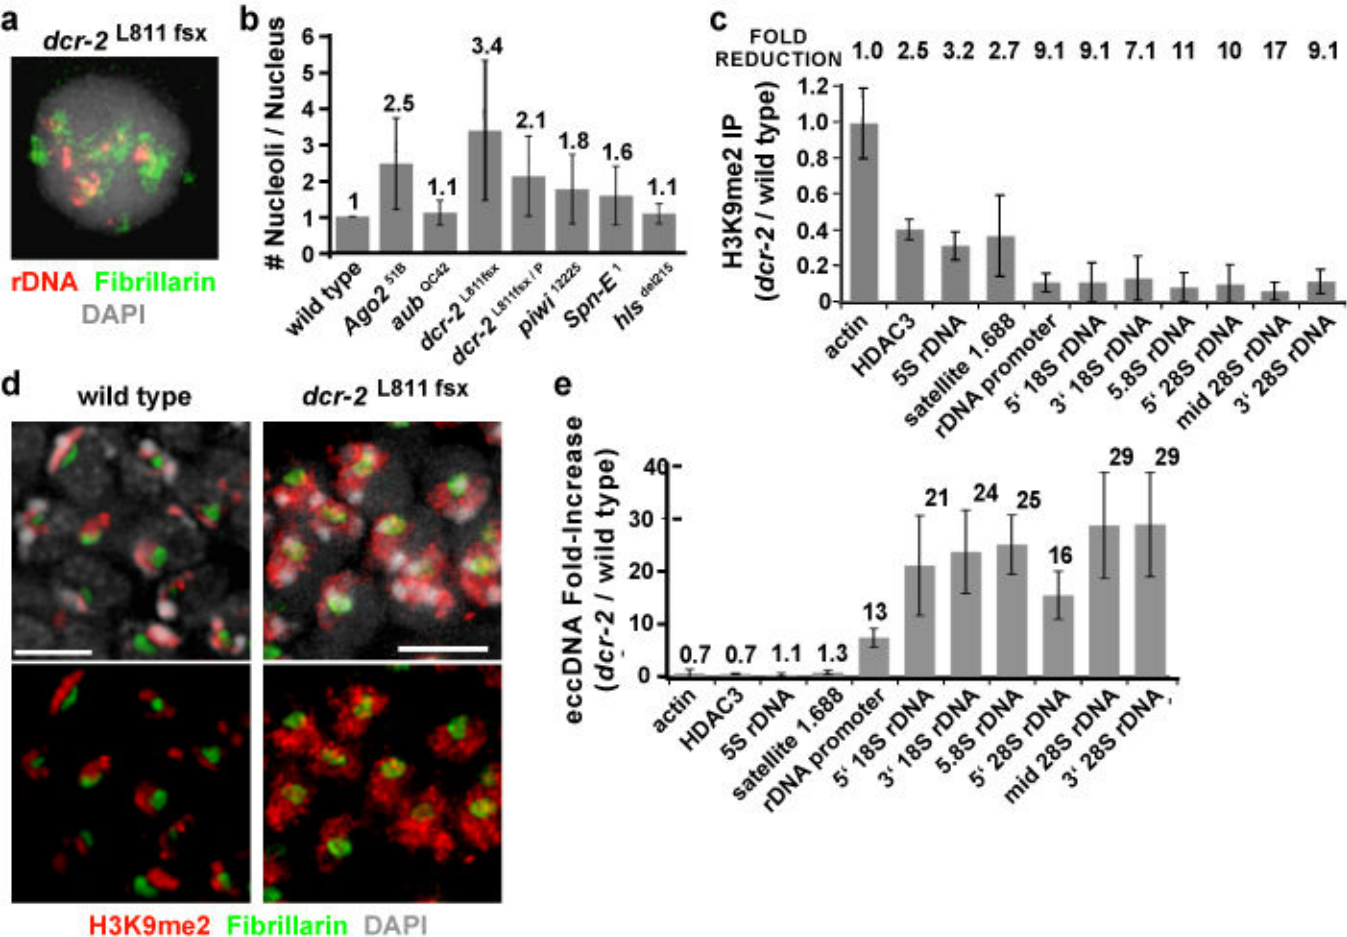 a
dcr-2 L811 fsx
rDNA Fibrillarin
DAPI
b
# Nucleoli / Nucleus
6
5
4
3
2
1
0
1
2.5
1.1
3.4
2.1
1.8
1.6
1.1
wild type
Ago2 51B
aub QC42
dcr-2 L811fsx
dcr-2 L811fsx / P
piwi 12225
Spn-E 1
hls del215
c
FOLD
REDUCTION
1.0 2.5 3.2 2.7 9.1 9.1 7.1 11 10 17 9.1
H3K9me2 IP
(dcr-2 / wild type)
1.2
1.0
0.8
0.6
0.4
0.2
0
actin
HDAC3
5S rDNA
satellite 1.688
rDNA promoter
5‘ 18S rDNA
3‘ 18S rDNA
5.8S rDNA
5‘ 28S rDNA
mid 28S rDNA
3‘ 28S rDNA
d
wild type
dcr-2 L811 fsx
H3K9me2 Fibrillarin DAPI
e
eccDNA Fold-Increase
(dcr-2 / wild type)
40
30
20
10
0
0.7
0.7
1.1
1.3
13
21
24
25
16
29
29
actin
HDAC3
5S rDNA
satellite 1.688
rDNA promoter
5‘ 18S rDNA
3‘ 18S rDNA
5.8S rDNA
5‘ 28S rDNA
mid 28S rDNA
3‘ 28S rDNA